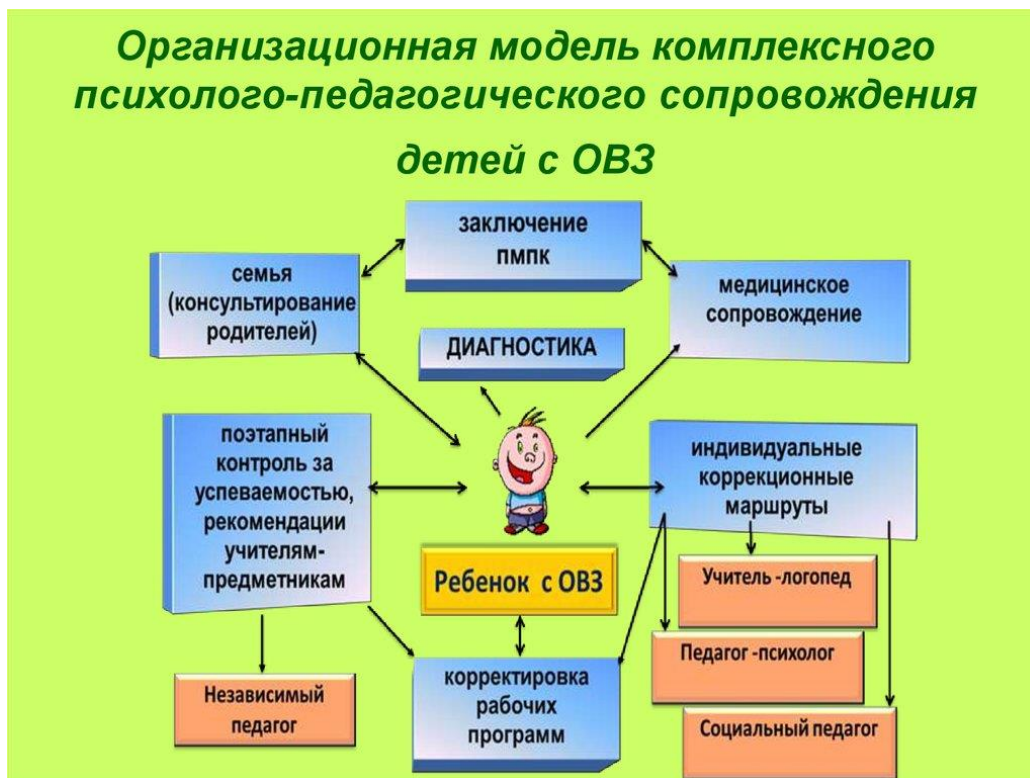 Организационная модель комплексного
психолого-педагогического сопровождения
детей с ОВЗ
заключение
пмпк
семья
(консультирование
родителей)
медицинское
сопровождение
ДИАГНОСТИКА
поэтапный
контроль за
успеваемостью,
рекомендации
учителям-
предметникам
индивидуальные
коррекционные
маршруты
Ребенок с ОВЗ
Учитель -логопед
Педагог -психолог
Социальный педагог
Независимый
педагог
корректировка
рабочих
программ